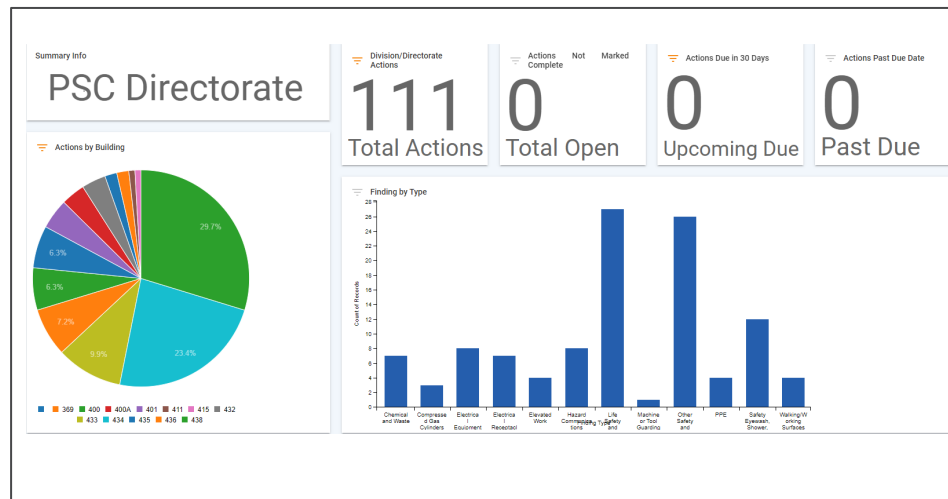 Summary Info
PSC Directorate
Division/Directorate
Actions
111
Total Actions
Actions Not Marked
Complete
0
Total Open
Actions Due in 30 Days
0
Upcoming Due
Actions Past Due Date
0
Past Due
Actions by Building
29.7%
23.4%
9.9%
7.2%
6.3%
6.3%
369 400 400A 401 411 415 432
433 434 435 436 438
Finding by Type
Count of Records
28
26
24
22
20
18
16
14
12
10
8
6
4
2
0
Chemical
and Waste
Compresse
d Gas
Cylinders
Electrica
l
Equipment
Electrica
l
Receptacl
Elevated
Work
Hazard
Communica
tions
Life
Safety
and
Machine
or Tool
Guarding
Other
Safety
and
PPE
Safety
Eyewash,
Shower,
Walking/W
orking
Surfaces
Finding Type